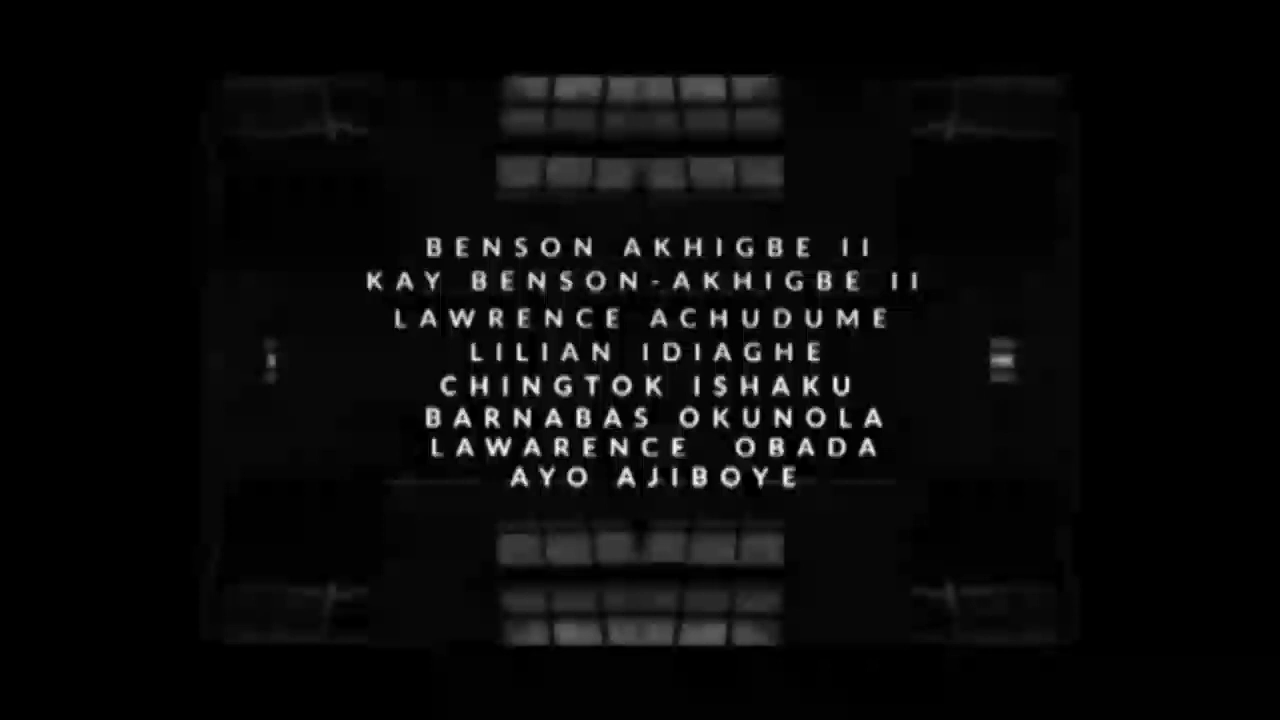 BENSON AKHIGBE II
KAY BENSON-AKHIGBE II
LAWRENCE ACHUDUME
LILIAN IDIAGHE
CHINGTOK ISHAKU
BARNABAS OKUNOLA
LAWARENCE OBADA
AYO AJIBOYE